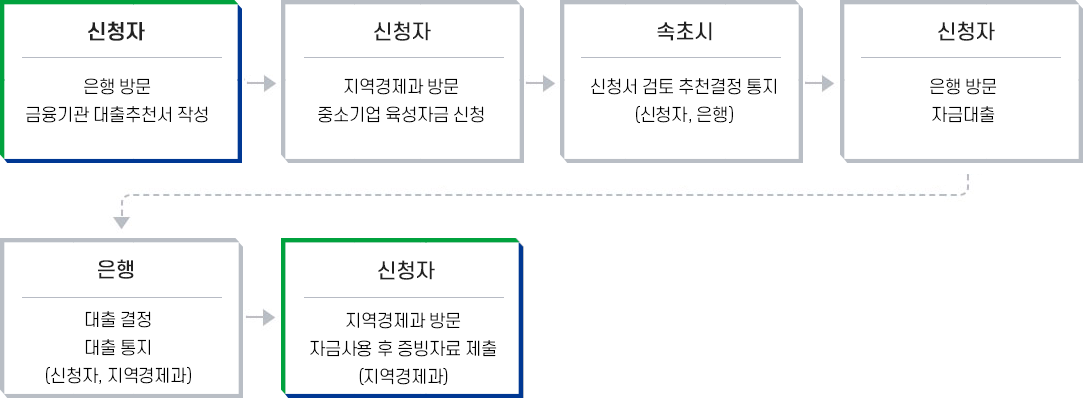 신청자
은행 방문
금융기관 대출추천서 작성
신청자
지역경제과 방문
중소기업 육성자금 신청
속초시
신청서 검토 추천결정 통지
(신청자, 은행)
신청자
은행 방문
자금대출
은행
대출 결정
대출 통지
(신청자, 지역경제과)
신청자
지역경제과 방문
자금사용 후 증빙자료 제출
(지역경제과)